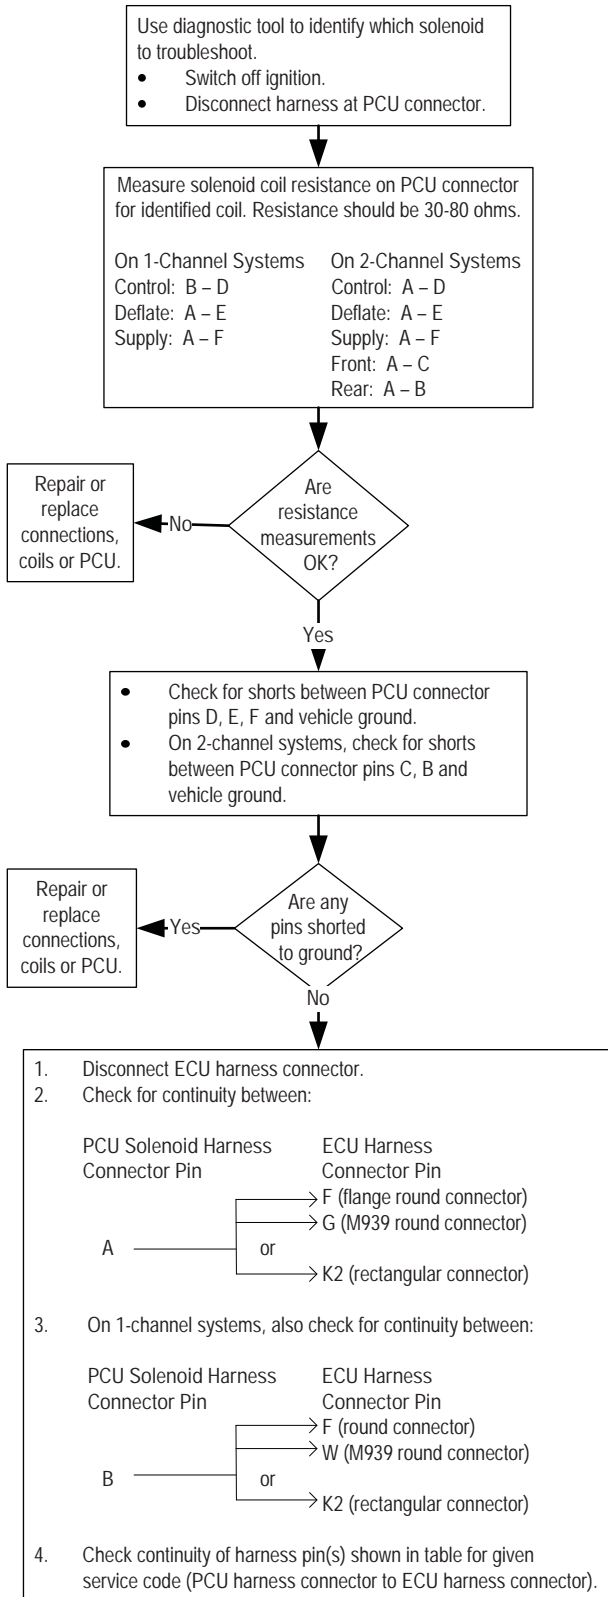 Use diagnostic tool to identify which solenoid
to troubleshoot.
• Switch off ignition.
• Disconnect harness at PCU connector.
Measure solenoid coil resistance on PCU connector
for identified coil. Resistance should be 30-80 ohms.
On 1-Channel Systems
Control: B – D
Deflate: A – E
Supply: A – F
On 2-Channel Systems
Control: A – D
Deflate: A – E
Supply: A – F
Front: A – C
Rear: A – B
Are
resistance
measurements
OK?
No
Repair or
replace
connections,
coils or PCU.
Yes
• Check for shorts between PCU connector
pins D, E, F and vehicle ground.
• On 2-channel systems, check for shorts
between PCU connector pins C, B and
vehicle ground.
Are any
pins shorted
to ground?
Yes
Repair or
replace
connections,
coils or PCU.
No
1. Disconnect ECU harness connector.
2. Check for continuity between:
PCU Solenoid Harness
Connector Pin
ECU Harness
Connector Pin
A
F (flange round connector)
G (M939 round connector)
or
K2 (rectangular connector)
3. On 1-channel systems, also check for continuity between:
PCU Solenoid Harness
Connector Pin
ECU Harness
Connector Pin
B
F (round connector)
W (M939 round connector)
or
K2 (rectangular connector)
4. Check continuity of harness pin(s) shown in table for given
service code (PCU harness connector to ECU harness connector).